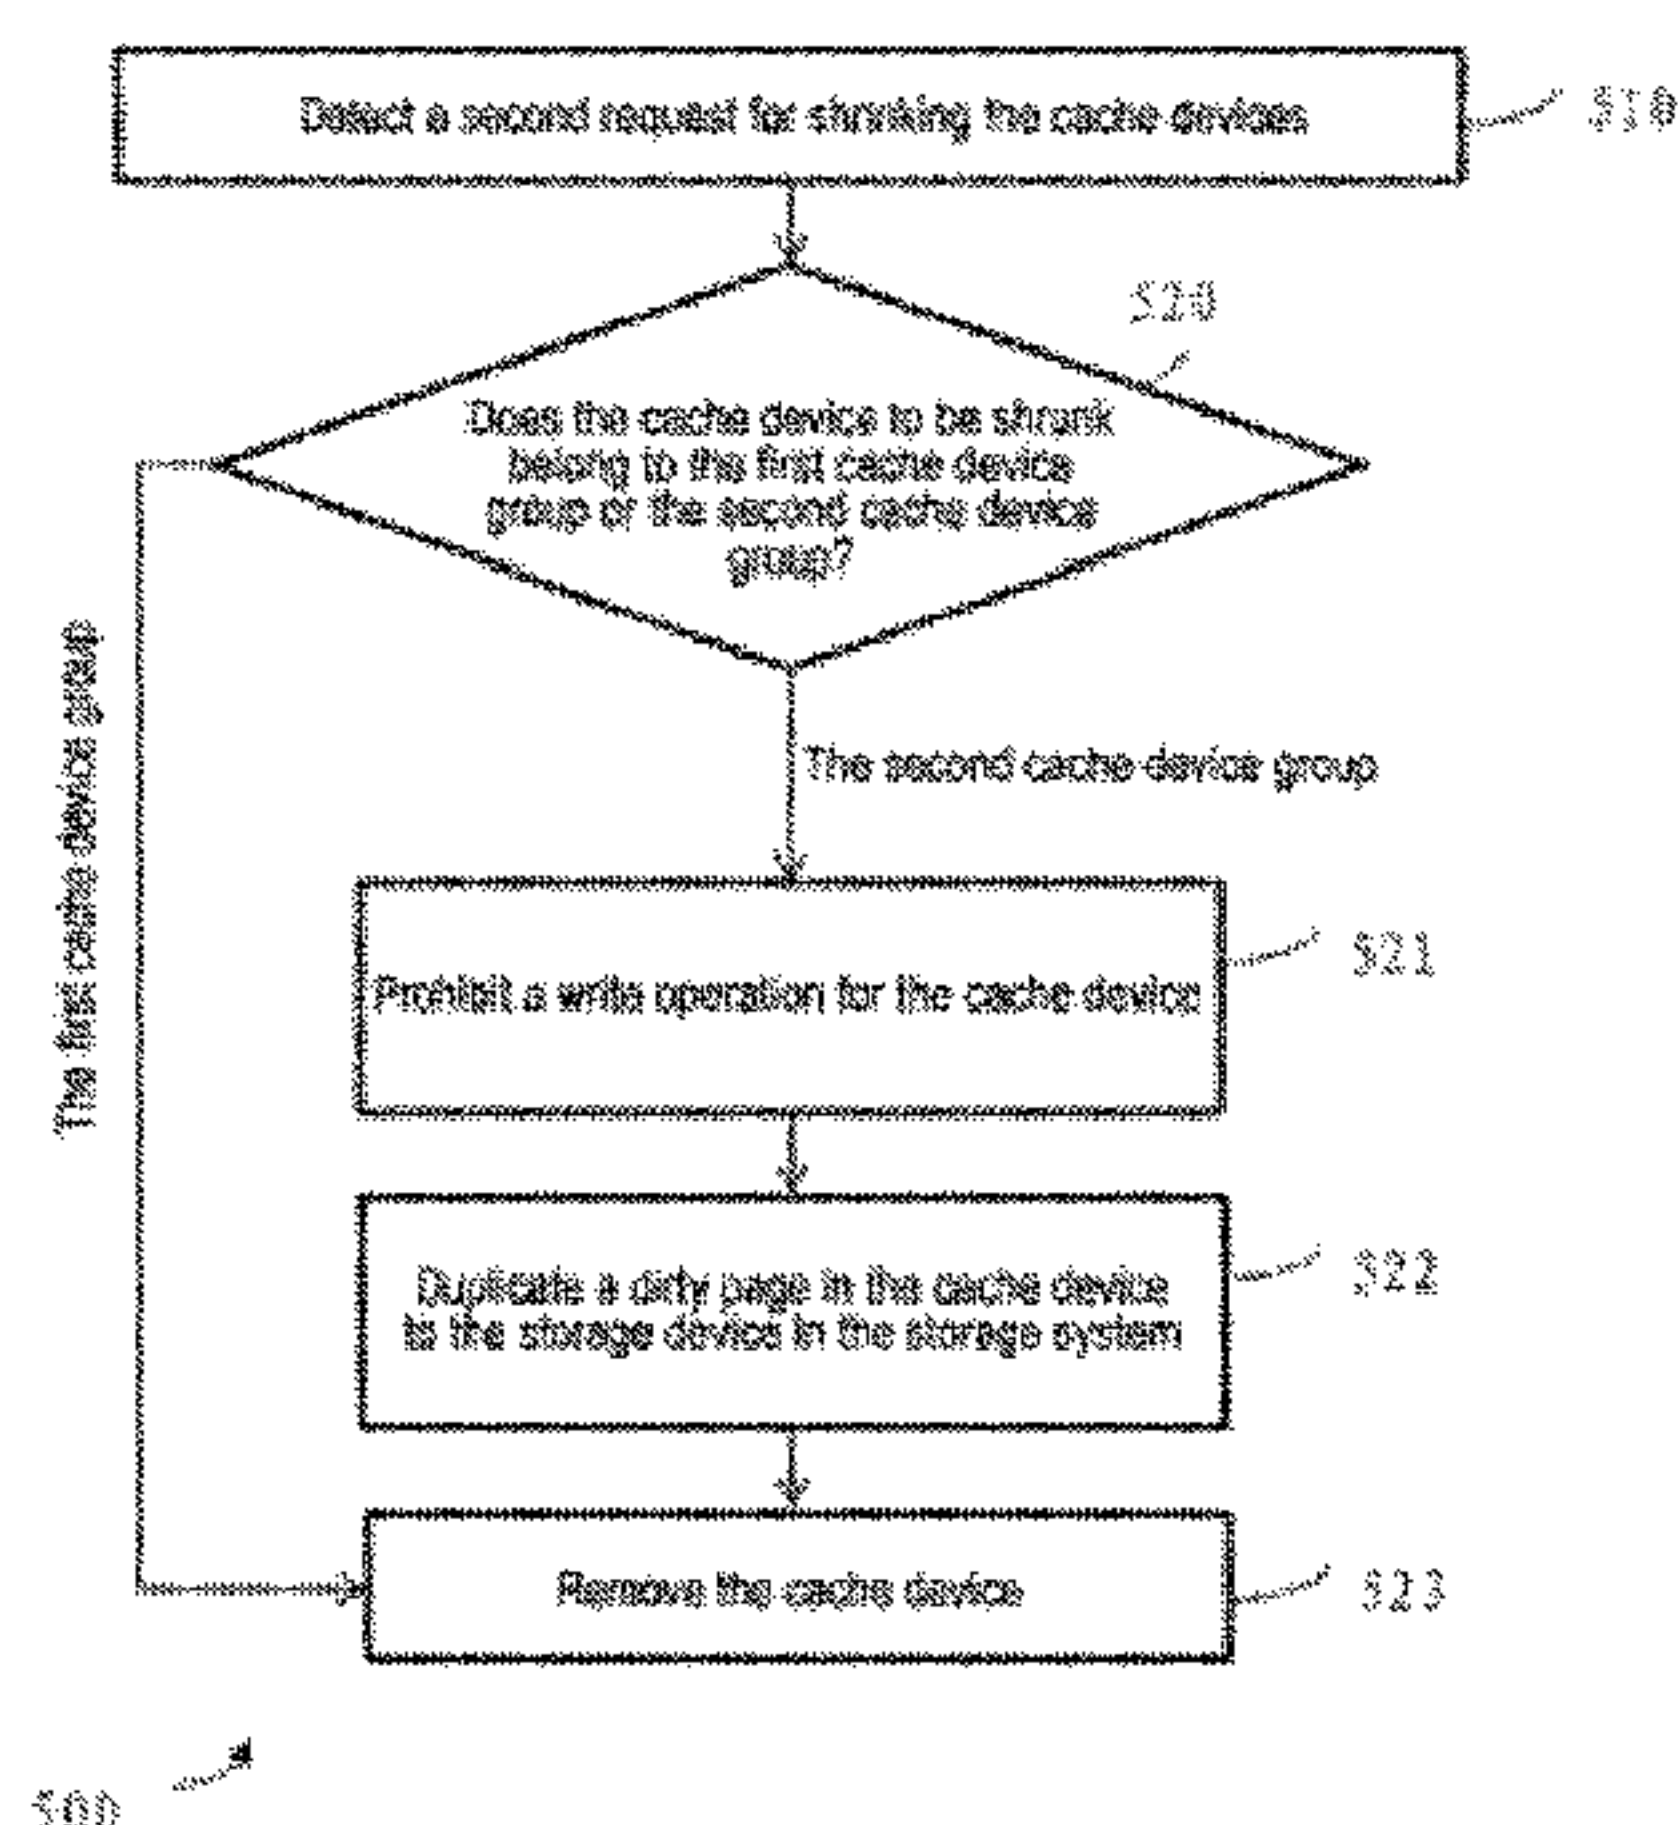 Detect a second request for shrinking the cache devices
510
520
Does the cache device to be shrunk
belong to the first cache device
group or the second cache device
group?
The first cache device group
The second cache device group
Prohibit a write operation for the cache device
521
Duplicate a dirty page in the cache device
to the storage device in the storage system
522
Remove the cache device
523
500